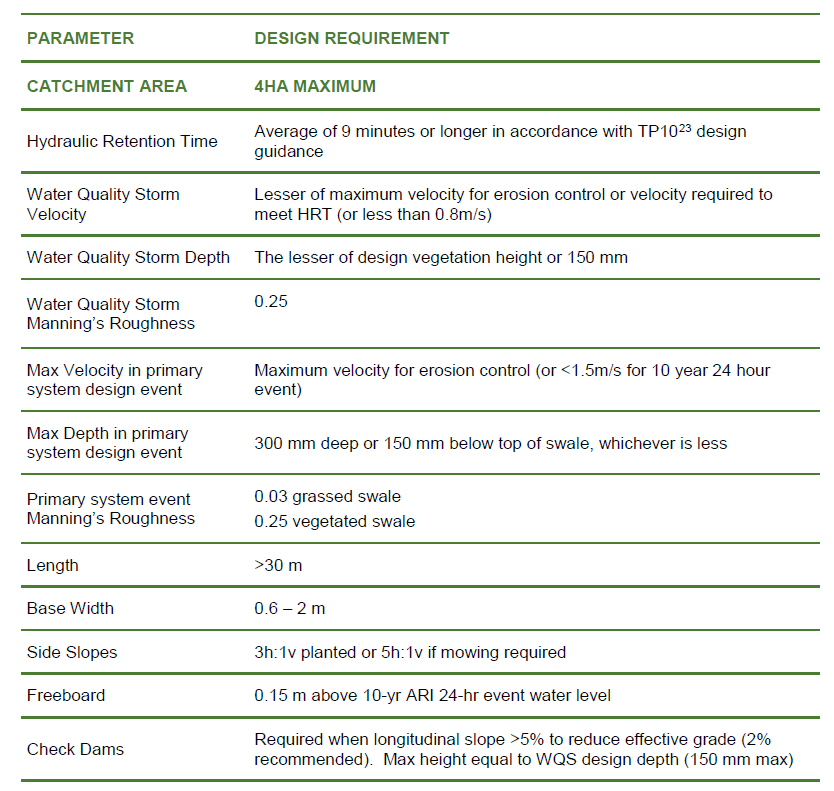 PARAMETER DESIGN REQUIREMENT
CATCHMENT AREA 4HA MAXIMUM
Hydraulic Retention Time
Average of 9 minutes or longer in accordance with TP10²³ design
guidance
Water Quality Storm
Velocity
Lesser of maximum velocity for erosion control or velocity required to
meet HRT (or less than 0.8m/s)
Water Quality Storm Depth The lesser of design vegetation height or 150 mm
Water Quality Storm
Manning's Roughness
0.25
Max Velocity in primary
system design event
Maximum velocity for erosion control (or <1.5m/s for 10 year 24 hour
event)
Max Depth in primary
system design event
300 mm deep or 150 mm below top of swale, whichever is less
Primary system event
Manning's Roughness
0.03 grassed swale
0.25 vegetated swale
Length >30 m
Base Width 0.6 – 2 m
Side Slopes 3h:1v planted or 5h:1v if mowing required
Freeboard 0.15 m above 10-yr ARI 24-hr event water level
Check Dams
Required when longitudinal slope >5% to reduce effective grade (2%
recommended). Max height equal to WQS design depth (150 mm max)